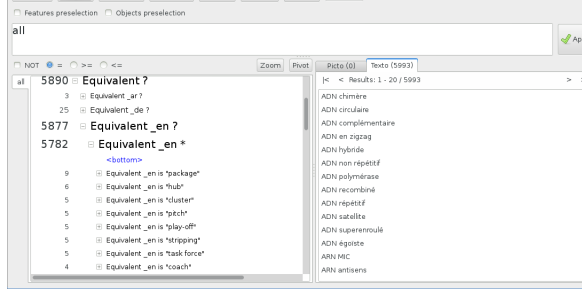 Features preselection Objects preselection
all
Ap
NOT = >= <= Zoom Pivot Picto (0) Texto (5993)
all
|< < Results: 1 - 20 / 5993 >
5890 Equivalent ?
3 Equivalent _ar ?
25 Equivalent _de ?
5877 Equivalent _en ?
5782 Equivalent _en *
<bottom>
9 Equivalent _en is "package"
6 Equivalent _en is "hub"
5 Equivalent _en is "cluster"
5 Equivalent _en is "pitch"
5 Equivalent _en is "play-off"
5 Equivalent _en is "stripping"
5 Equivalent _en is "task force"
4 Equivalent _en is "coach"
ADN chimère
ADN circulaire
ADN complémentaire
ADN en zigzag
ADN hybride
ADN non répétitif
ADN polymérase
ADN recombiné
ADN répétitif
ADN satellite
ADN superenroulé
ADN égoïste
ARN MIC
ARN antisens